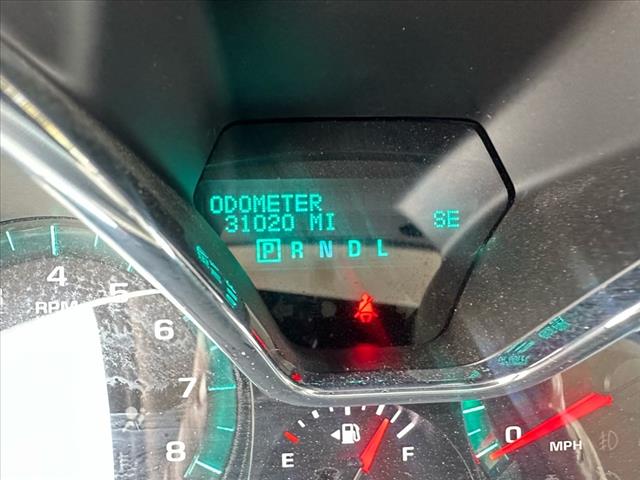 ODOMETER
31020 MI SE
P R N D L
4 5 6 7 8
RPM
E F
0
MPH